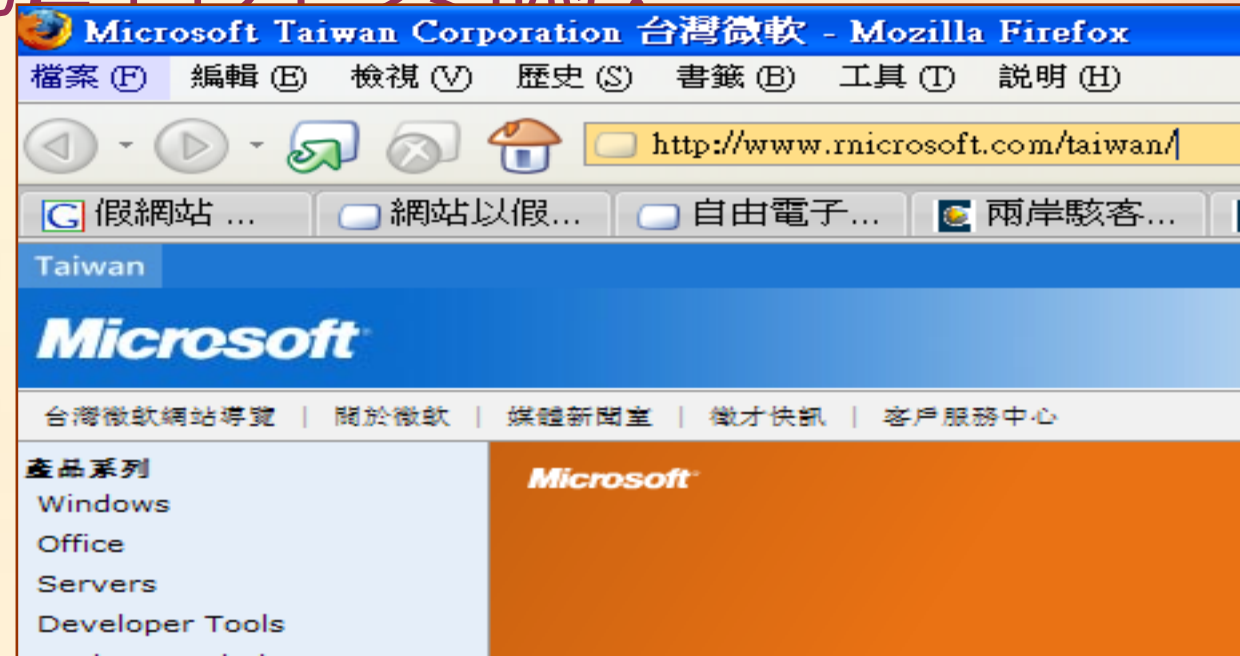 Microsoft Taiwan Corporation 台灣微軟 - Mozilla Firefox
檔案 (F) 編輯 (E) 檢視 (V) 歷史 (S) 書籤 (B) 工具 (T) 說明 (H)
http://www.rnicrosoft.com/taiwan/
假網站 ... 網站以假... 自由電子... 兩岸駭客...
Taiwan
Microsoft
台灣微軟網站導覽 | 關於微軟 | 媒體新聞室 | 徵才快訊 | 客戶服務中心
產品系列
Microsoft
Windows
Office
Servers
Developer Tools